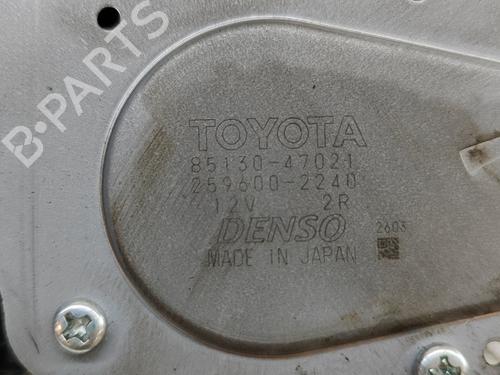 B-PARTS
TOYOTA
85130-47021
259600-2240
12V 2R
DENSO
2603
MADE IN JAPAN